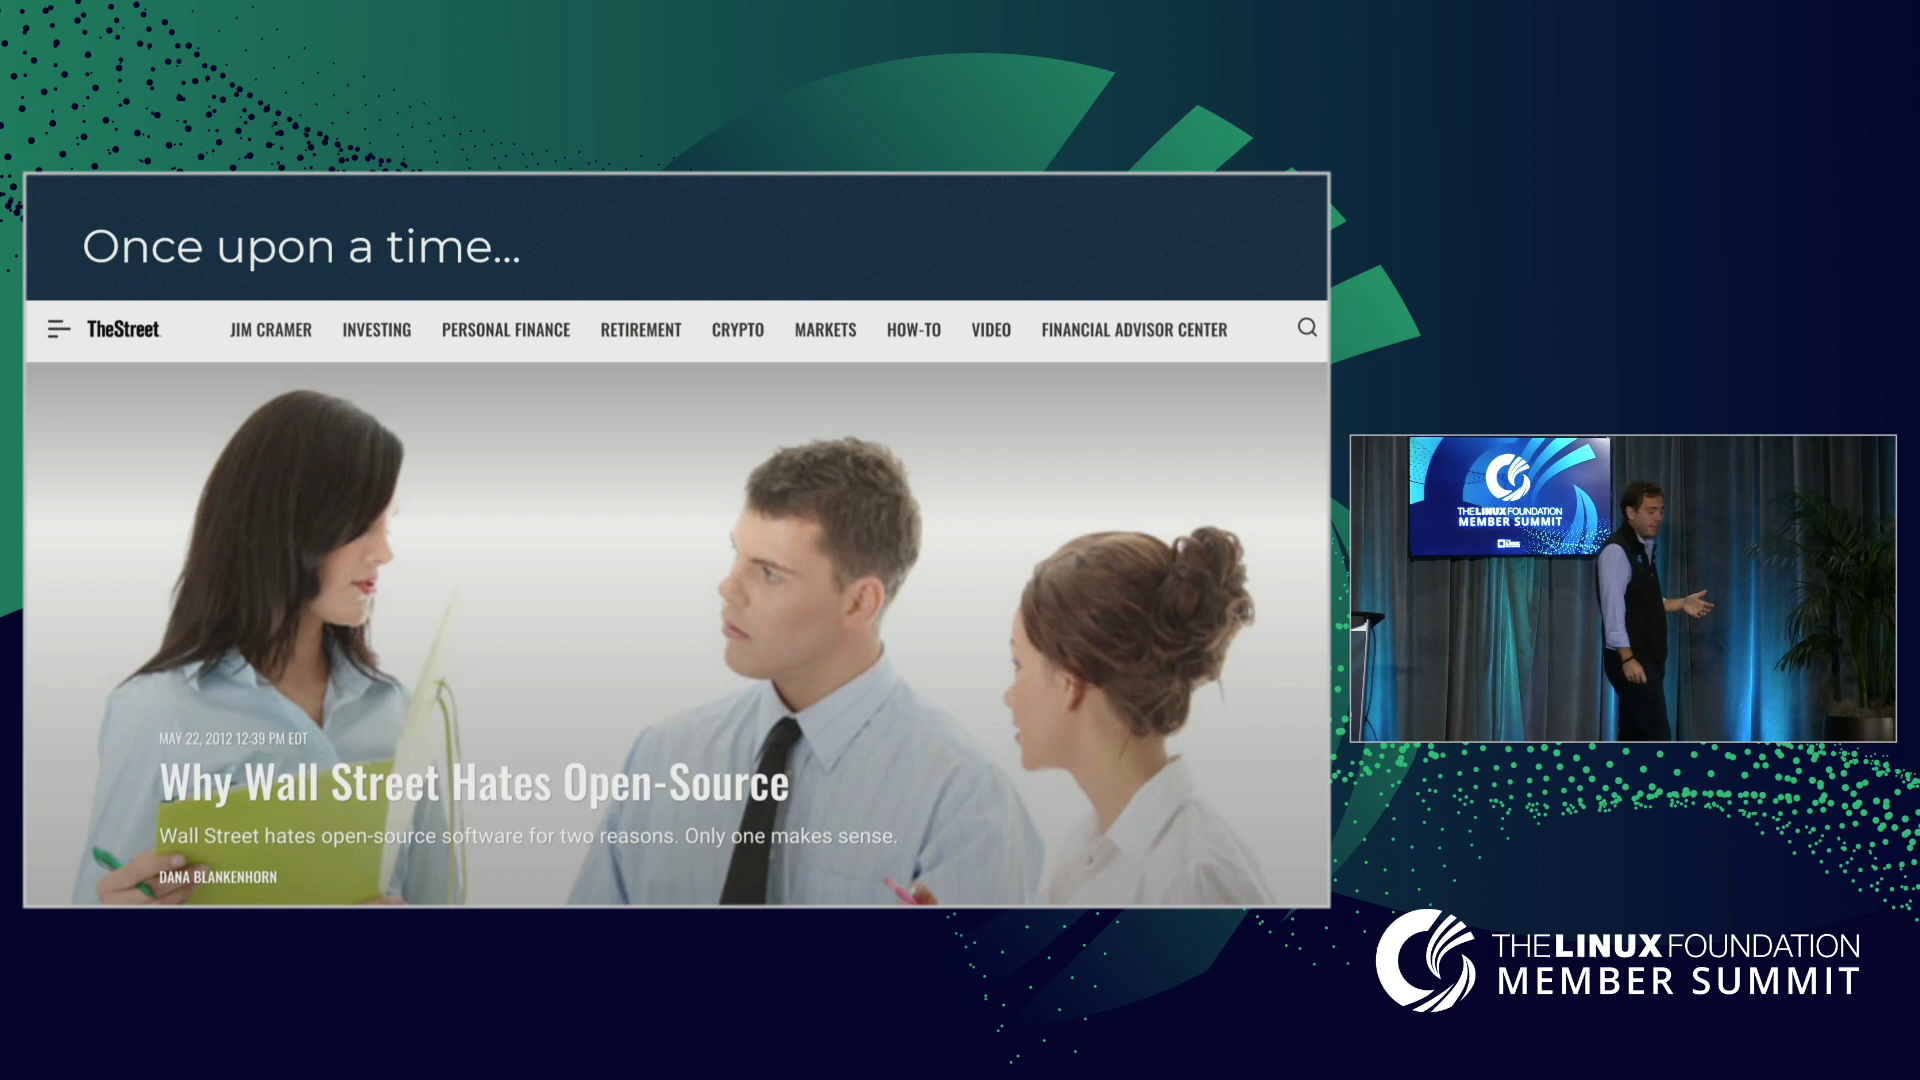 Once upon a time...
TheStreet
JIM CRAMER INVESTING PERSONAL FINANCE RETIREMENT CRYPTO MARKETS HOW-TO VIDEO FINANCIAL ADVISOR CENTER
MAY 22, 2012 12:39 PM EDT
Why Wall Street Hates Open-Source
Wall Street hates open-source software for two reasons. Only one makes sense.
DANA BLANKENHORN
THE LINUX FOUNDATION
MEMBER SUMMIT
THE LINUX FOUNDATION
MEMBER SUMMIT